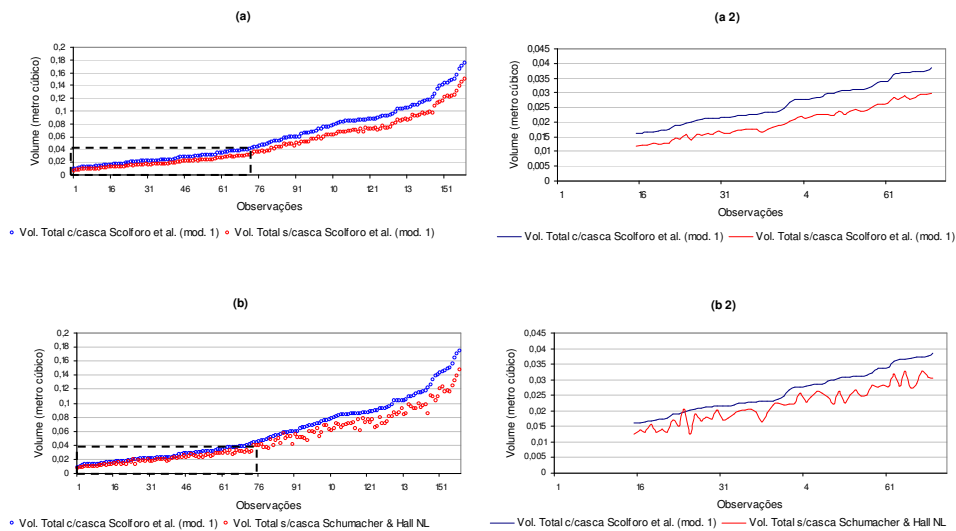 (a)
Volume (metro cúbico)
0,2
0,18
0,16
0,14
0,12
0,1
0,08
0,06
0,04
0,02
0
1 16 31 46 61 76 91 10 121 13 151
Observações
Vol. Total c/casca Scolforo et al. (mod. 1) Vol. Total s/casca Scolforo et al. (mod. 1)
(a 2)
Volume (metro cúbico)
0,045
0,04
0,035
0,03
0,025
0,02
0,015
0,01
0,005
0
1 16 31 4 61
Observações
Vol. Total c/casca Scolforo et al. (mod. 1) Vol. Total s/casca Scolforo et al. (mod. 1)
(b)
Volume (metro cúbico)
0,2
0,18
0,16
0,14
0,12
0,1
0,08
0,06
0,04
0,02
0
1 16 31 46 61 76 91 10 121 13 151
Observações
Vol. Total c/casca Scolforo et al. (mod. 1) Vol. Total s/casca Schumacher & Hall NL
(b 2)
Volume (metro cúbico)
0,045
0,04
0,035
0,03
0,025
0,02
0,015
0,01
0,005
0
1 16 31 4 61
Observações
Vol. Total c/casca Scolforo et al. (mod. 1) Vol. Total s/casca Schumacher & Hall NL